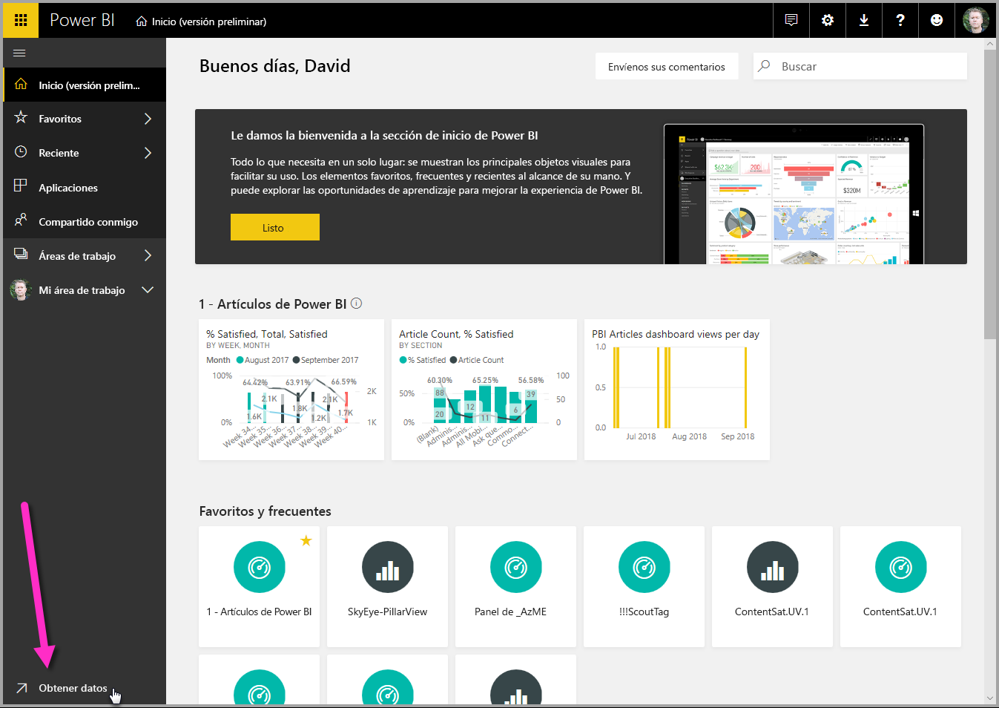 Power BI
Inicio (versión preliminar)
?
Inicio (versión prelim...
Favoritos
Reciente
Aplicaciones
Compartido conmigo
Áreas de trabajo
Mi área de trabajo
Obtener datos
Buenos días, David
Envíenos sus comentarios
Buscar
Le damos la bienvenida a la sección de inicio de Power BI
Todo lo que necesita en un solo lugar: se muestran los principales objetos visuales para
facilitar su uso. Los elementos favoritos, frecuentes y recientes al alcance de su mano. Y
puede explorar las oportunidades de aprendizaje para mejorar la experiencia de Power BI.
Listo
$62.3K
200
$320M
1 - Artículos de Power BI
% Satisfied, Total, Satisfied
BY WEEK, MONTH
Month August 2017 September 2017
100%
64.42% 63.91% 66.59%
2K
2.1K 2.1K
1.8K
1.6K 1.2K 1.7K
0% 1K
Week 34... Week 35... Week 36... Week 37... Week 38... Week 39... Week 40...
Article Count, % Satisfied
BY SECTION
% Satisfied Article Count
60.30% 65.25% 56.58% 100
50% 88 39 50
12 6
20 11
0% 0
(Blank) Adminis... Adminis... All Mobi... Ask que... Commo... Connect...
PBI Articles dashboard views per day
1.0
0.5
0.0
Jul 2018 Aug 2018 Sep 2018
Favoritos y frecuentes
1 - Artículos de Power BI
SkyEye-PillarView
Panel de _AzME
!!!ScoutTag
ContentSat.UV.1
ContentSat.UV.1